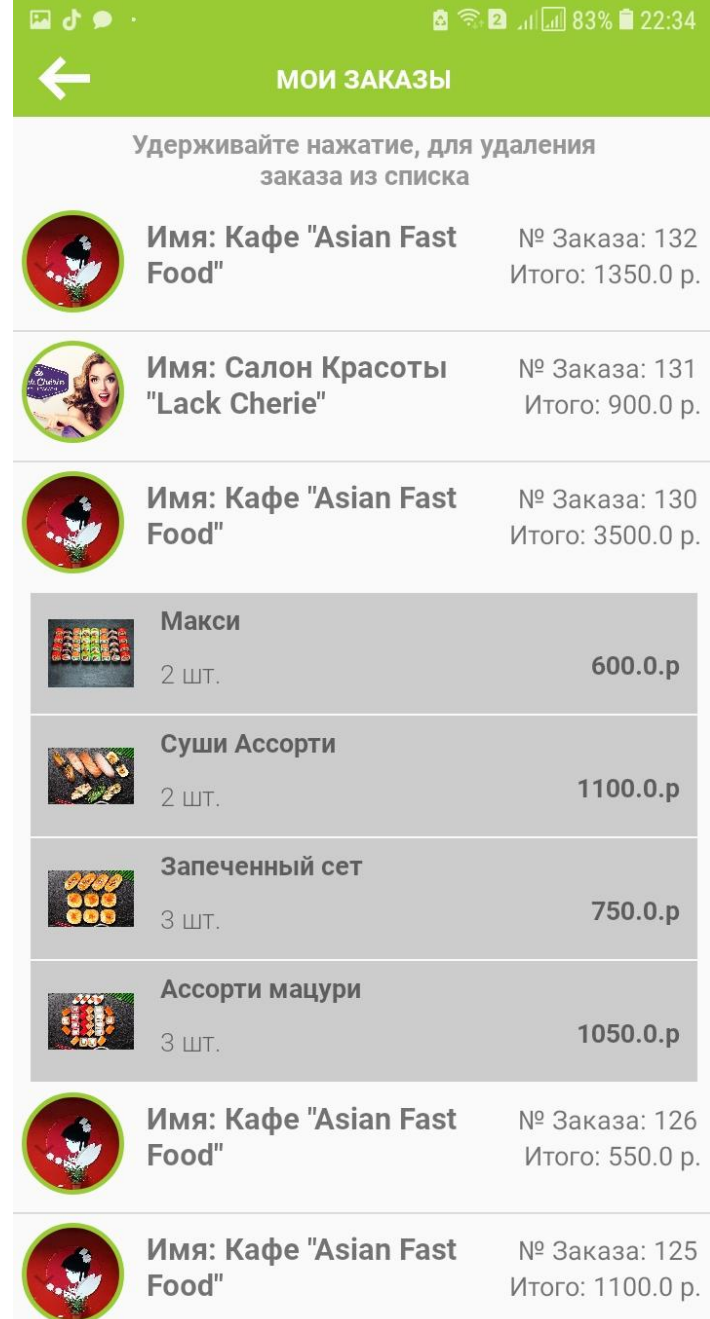 2 83% 22:34
МОИ ЗАКАЗЫ
Удерживайте нажатие, для удаления
заказа из списка
Имя: Кафе "Asian Fast
Food"
№ Заказа: 132
Итого: 1350.0 р.
Имя: Салон Красоты
"Lack Cherie"
№ Заказа: 131
Итого: 900.0 р.
Имя: Кафе "Asian Fast
Food"
№ Заказа: 130
Итого: 3500.0 р.
Макси
2 шт.
600.0.р
Суши Ассорти
2 шт.
1100.0.р
Запеченный сет
3 шт.
750.0.р
Ассорти мацури
3 шт.
1050.0.р
Имя: Кафе "Asian Fast
Food"
№ Заказа: 126
Итого: 550.0 р.
Имя: Кафе "Asian Fast
Food"
№ Заказа: 125
Итого: 1100.0 р.